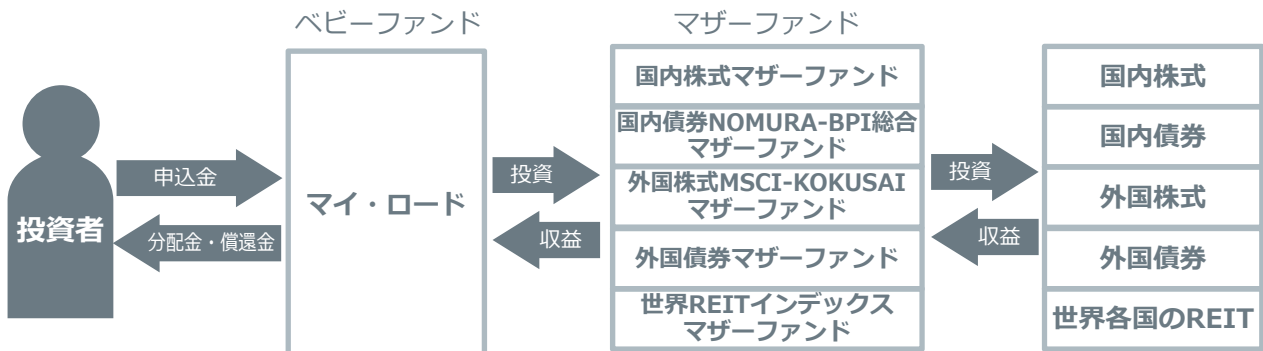 ベビーファンド
マザーファンド
投資者
申込金
分配金・償還金
マイ・ロード
投資
収益
国内株式マザーファンド
国内債券NOMURA-BPI総合
マザーファンド
外国株式MSCI-KOKUSAI
マザーファンド
外国債券マザーファンド
世界REITインデックス
マザーファンド
投資
収益
国内株式
国内債券
外国株式
外国債券
世界各国のREIT